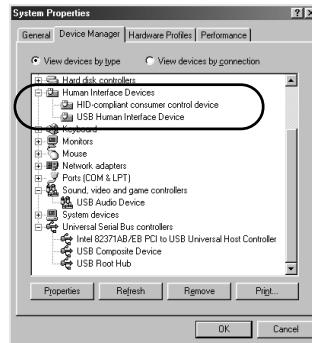 System Properties
General Device Manager Hardware Profiles Performance
View devices by type View devices by connection
Hard disk controllers
Human Interface Devices
HID-compliant consumer control device
USB Human Interface Device
Keyboard
Monitors
Mouse
Network adapters
Ports (COM & LPT)
Sound, video and game controllers
USB Audio Device
System devices
Universal Serial Bus controllers
Intel 82371AB/EB PCI to USB Universal Host Controller
USB Composite Device
USB Root Hub
Properties Refresh Remove Print...
OK Cancel